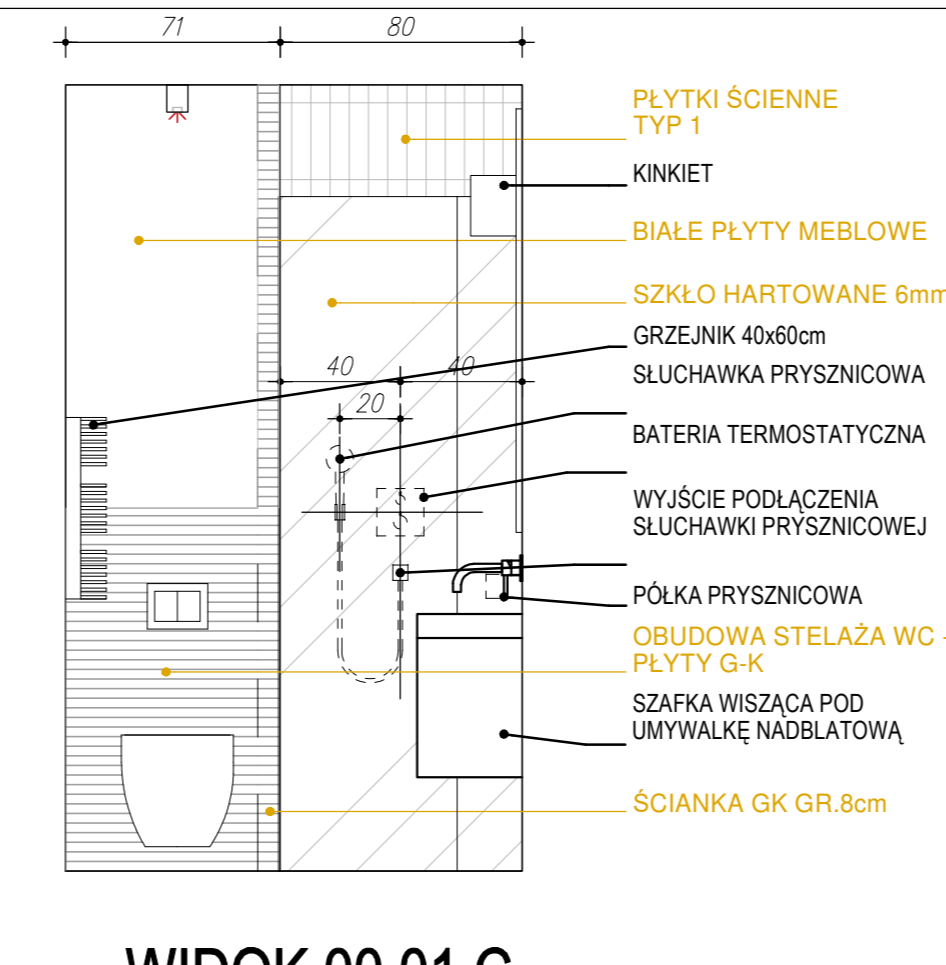 71
80
PŁYTKI ŚCIENNE
TYP 1
KINKIET
BIAŁE PŁYTY MEBLOWE
SZKŁO HARTOWANE 6mm
GRZEJNIK 40x60cm
40
40
SŁUCHAWKA PRYSZNICOWA
20
BATERIA TERMOSTATYCZNA
WYJŚCIE PODŁĄCZENIA
SŁUCHAWKI PRYSZNICOWEJ
PÓŁKA PRYSZNICOWA
OBUDOWA STELAŻA WC -
PŁYTY G-K
SZAFKA WISZĄCA POD
UMYWALKĘ NADBLATOWĄ
ŚCIANKA GK GR.8cm
WIDOK